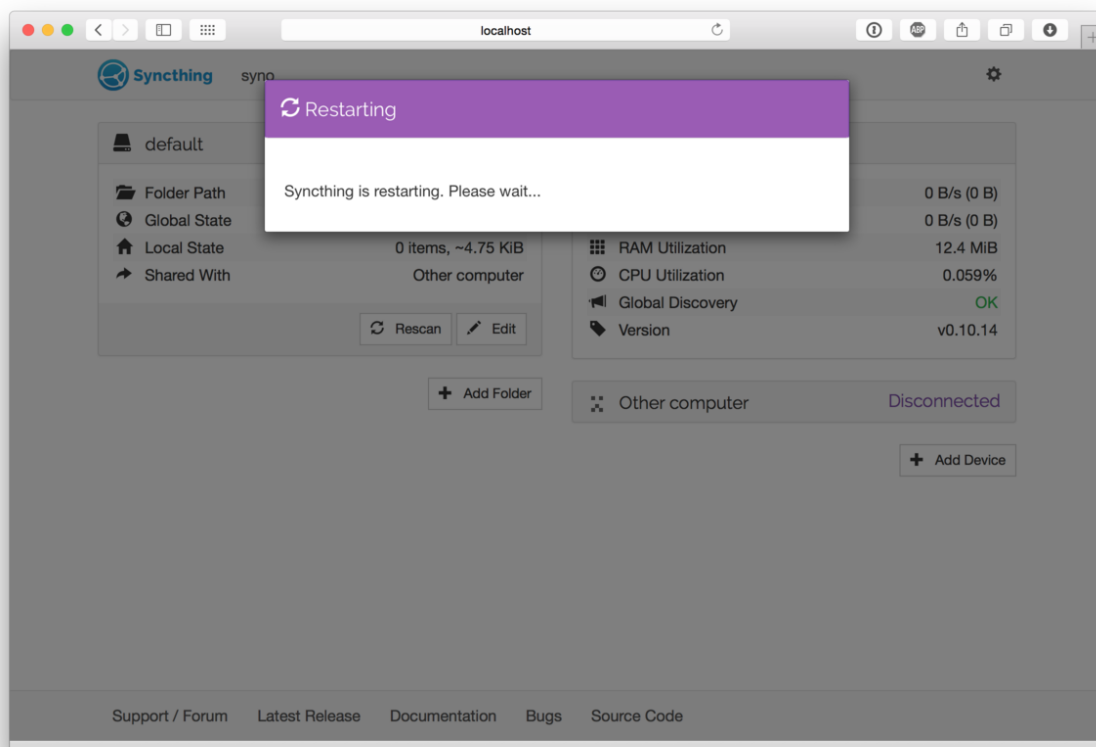 localhost
ABP
Syncthing syno
Restarting
Syncthing is restarting. Please wait...
default
Folder Path
Global State
Local State 0 items, ~4.75 KiB
Shared With Other computer
Rescan Edit
Add Folder
0 B/s (0 B)
0 B/s (0 B)
RAM Utilization 12.4 MiB
CPU Utilization 0.059%
Global Discovery OK
Version v0.10.14
Other computer Disconnected
Add Device
Support / Forum Latest Release Documentation Bugs Source Code